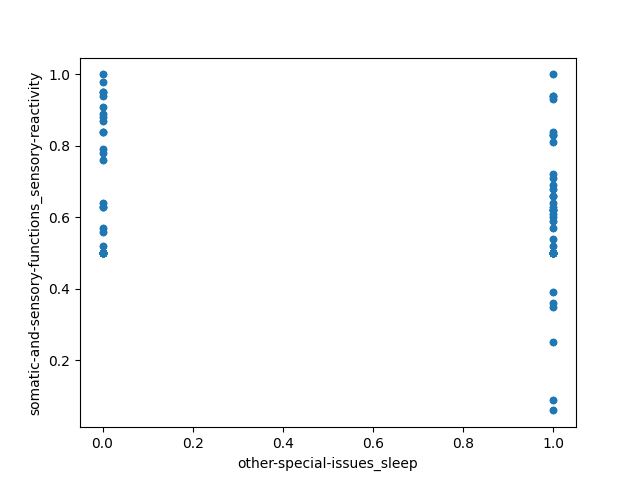 somatic-and-sensory-functions_sensory-reactivity
1.0
0.8
0.6
0.4
0.2
0.0 0.2 0.4 0.6 0.8 1.0
other-special-issues_sleep